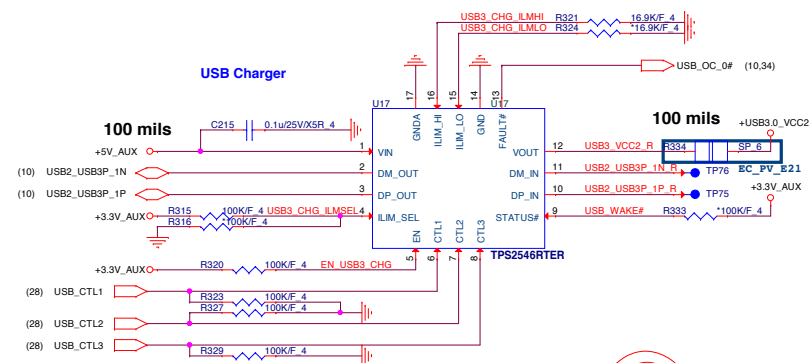 USB3_CHG_ILMHI R321 16.9K/F_4
USB3_CHG_ILMLO R324 *16.9K/F_4
USB_OC_0# (10,34)
USB Charger
17 16 15 14 13
U17 U17
GNDA ILIM_HI ILIM_LO GND FAULT#
C215 0.1u/25V/X5R_4
100 mils
100 mils
+USB3.0_VCC2
+5V_AUX 1 VIN VOUT 12 USB3_VCC2_R R334 SP_6
EC_PV_E21
(10) USB2_USB3P_1N 2 DM_OUT DM_IN 11 USB2_USB3P_1N_R TP76
+3.3V_AUX
(10) USB2_USB3P_1P 3 DP_OUT DP_IN 10 USB2_USB3P_1P_R TP75
+3.3V_AUX R315 100K/F_4 USB3_CHG_ILMSEL 4 ILIM_SEL STATUS# 9 USB_WAKE# R333 *100K/F_4
R316 *100K/F_4
EN CTL1 CTL2 CTL3
TPS2546RTER
5 6 7 8
+3.3V_AUX R320 100K/F_4 EN_USB3_CHG
(28) USB_CTL1
R323 100K/F_4
R327 100K/F_4
(28) USB_CTL2
(28) USB_CTL3
R329 100K/F_4